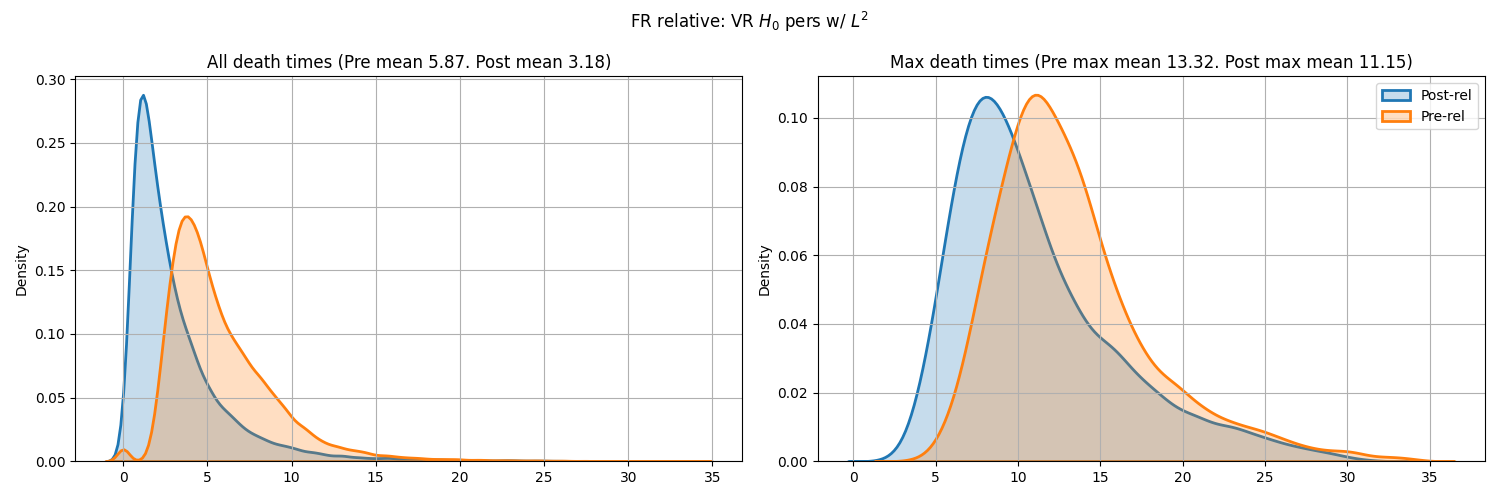 FR relative: VR H₀ pers w/ L²
All death times (Pre mean 5.87. Post mean 3.18)
Density
0.30
0.25
0.20
0.15
0.10
0.05
0.00
0 5 10 15 20 25 30 35
Max death times (Pre max mean 13.32. Post max mean 11.15)
Post-rel
Pre-rel
Density
0.10
0.08
0.06
0.04
0.02
0.00
0 5 10 15 20 25 30 35